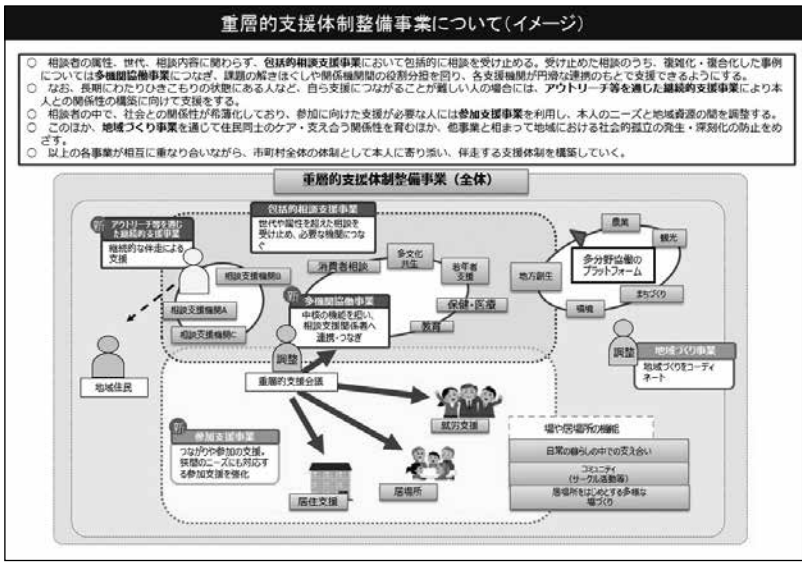 重層的支援体制整備事業について(イメージ)
○ 相談者の属性、世代、相談内容に関わらず、包括的相談支援事業において包括的に相談を受け止める。受け止めた相談のうち、複雑化・複合化した事例
については多機関協働事業につなぎ、課題の解きほぐしや関係機関間の役割分担を図り、各支援機関が円滑な連携のもとで支援できるようにする。
○ なお、長期にわたりひきこもりの状態にある人など、自ら支援につながることが難しい人の場合には、アウトリーチ等を通じた継続的支援事業により本
人との関係性の構築に向けて支援をする。
○ 相談者の中で、社会との関係性が希薄化しており、参加に向けた支援が必要な人には参加支援事業を利用し、本人のニーズと地域資源の間を調整する。
○ このほか、地域づくり事業を通じて住民同士のケア・支え合う関係性を育むほか、他事業と相まって地域における社会的孤立の発生・深刻化の防止をめ
ざす。
○ 以上の各事業が相互に重なり合いながら、市町村全体の体制として本人に寄り添い、伴走する支援体制を構築していく。
重層的支援体制整備事業(全体)
新
アウトリーチ等を通じ
た継続的支援事業
継続的な伴走による
支援
包括的相談支援事業
世代や属性を超えた相談を
受け止め、必要な機関につな
ぐ
相談支援機関B
相談支援機関A
相談支援機関C
地域住民
消費者相談
多文化
共生
若年者
支援
保健・医療
教育
新
多機関協働事業
中核の機能を担い、
相談支援関係者へ
連携・つなぎ
調整
重層的支援会議
農業
観光
まちづくり
環境
地方創生
多分野協働の
プラットフォーム
調整
地域づくり事業
地域づくりをコーディ
ネート
新
参加支援事業
つながりや参加の支援。
狭間のニーズにも対応す
る参加支援を強化
就労支援
居場所
居住支援
場や居場所の機能
日常の暮らしの中での支え合い
コミュニティ
(サークル活動等)
居場所をはじめとする多様な
場づくり